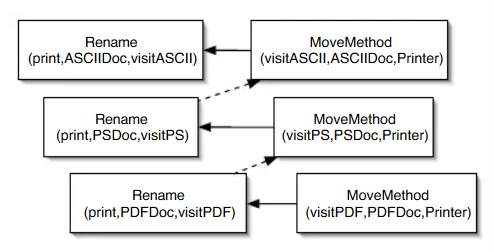 Rename
(print,ASCIIDoc,visitASCII)
MoveMethod
(visitASCII,ASCIIDoc,Printer)
Rename
(print,PSDoc,visitPS)
MoveMethod
(visitPS,PSDoc,Printer)
Rename
(print,PDFDoc,visitPDF)
MoveMethod
(visitPDF,PDFDoc,Printer)